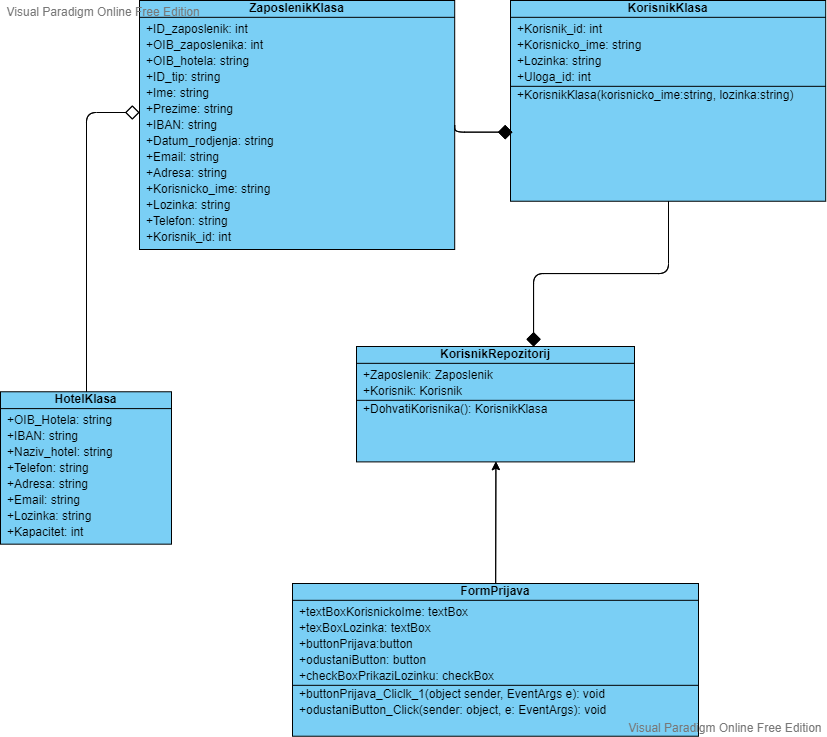 Visual Paradigm Online Free Edition
ZaposlenikKlasa
+ID_zaposlenik: int
+OIB_zaposlenika: int
+OIB_hotela: string
+ID_tip: string
+Ime: string
+Prezime: string
+IBAN: string
+Datum_rodjenja: string
+Email: string
+Adresa: string
+Korisnicko_ime: string
+Lozinka: string
+Telefon: string
+Korisnik_id: int
KorisnikKlasa
+Korisnik_id: int
+Korisnicko_ime: string
+Lozinka: string
+Uloga_id: int
+KorisnikKlasa(korisnicko_ime:string, lozinka:string)
KorisnikRepozitorij
+Zaposlenik: Zaposlenik
+Korisnik: Korisnik
+DohvatiKorisnika(): KorisnikKlasa
HotelKlasa
+OIB_Hotela: string
+IBAN: string
+Naziv_hotel: string
+Telefon: string
+Adresa: string
+Email: string
+Lozinka: string
+Kapacitet: int
FormPrijava
+textBoxKorisnickoIme: textBox
+texBoxLozinka: textBox
+buttonPrijava:button
+odustaniButton: button
+checkBoxPrikaziLozinku: checkBox
+buttonPrijava_Cliclk_1(object sender, EventArgs e): void
+odustaniButton_Click(sender: object, e: EventArgs): void
Visual Paradigm Online Free Edition